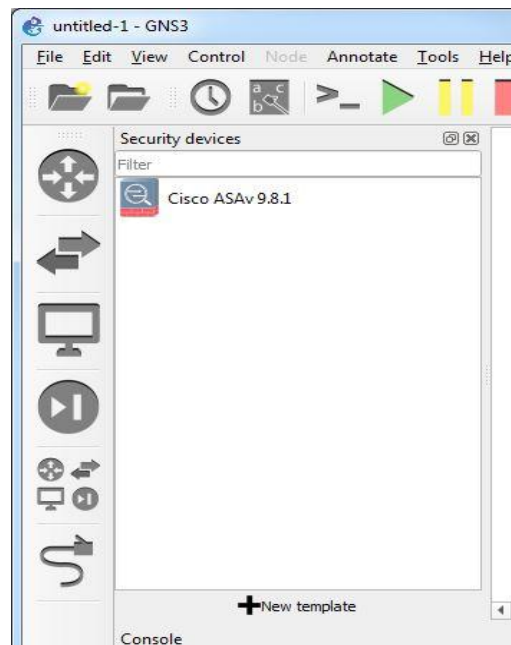 untitled-1 - GNS3
File Edit View Control Node Annotate Tools Help
a c
b
Security devices
Filter
Cisco ASAv 9.8.1
New template
Console